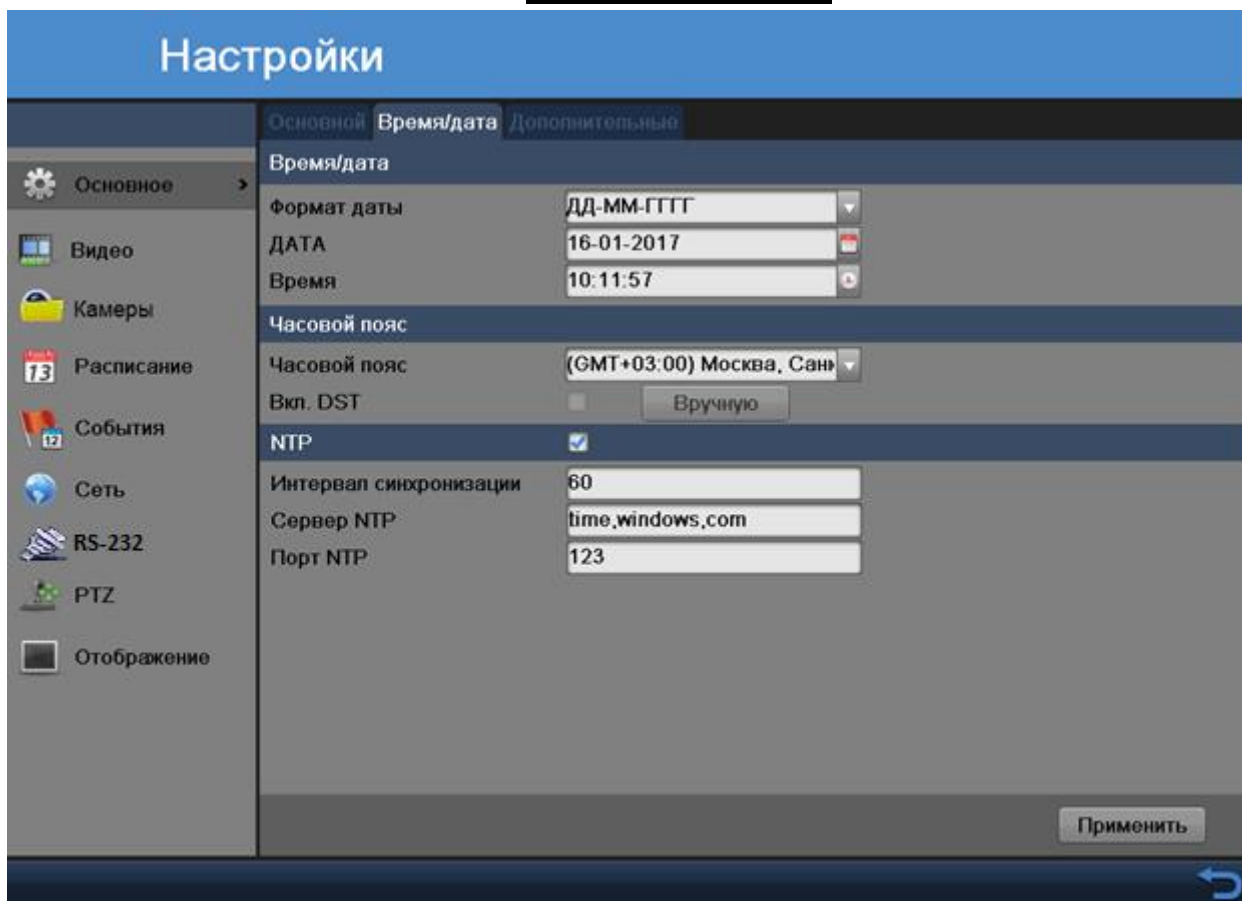 Настройки
Основной Время/дата Дополнительные
Время/дата
Формат даты ДД-ММ-ГГГГ
ДАТА 16-01-2017
Время 10:11:57
Часовой пояс
Часовой пояс (GMT+03:00) Москва, Сан
Вкл. DST Вручную
NTP
Интервал синхронизации 60
Сервер NTP time,windows,com
Порт NTP 123
Основное
Видео
Камеры
13 Расписание
12 События
Сеть
RS-232
PTZ
Отображение
Применить